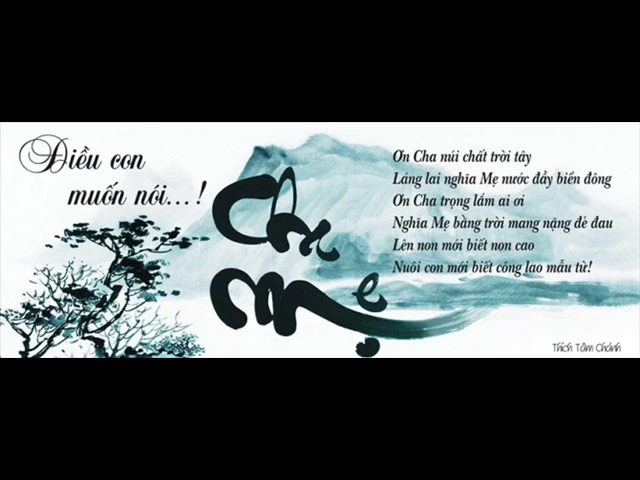 Điều con
muốn nói...!
Cha
Mẹ
Ơn Cha núi chất trời tây
Láng lai nghĩa Mẹ mước đầy biển đông
Ơn Cha trọng lắm ai ơi
Nghĩa Mẹ bằng trời mang nặng đẻ đau
Lên non mới biết non cao
Nuôi con mới biết công lao mẫu từ!
Thích Tâm Chánh